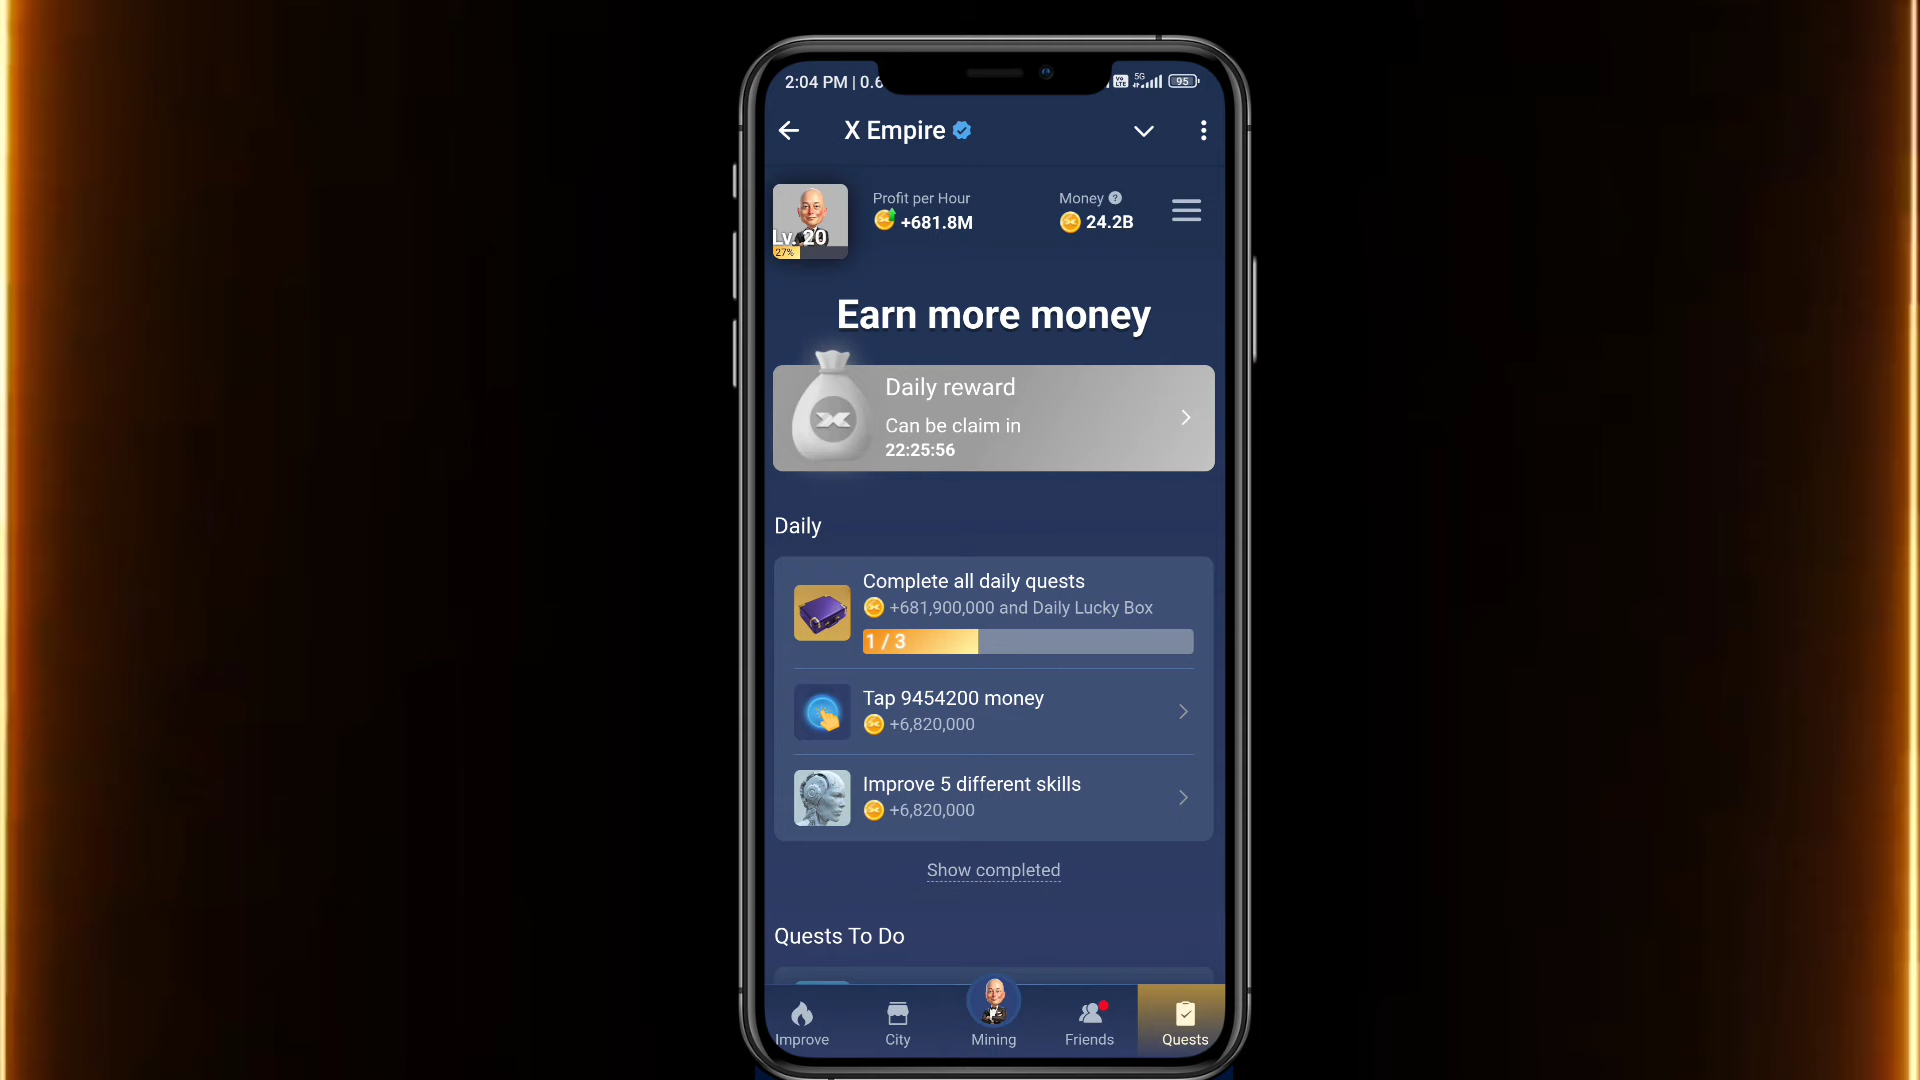 2:04 PM | 0.6
5G
95
X Empire
Profit per Hour
+681.8M
Money
24.2B
Lv. 20
27%
Earn more money
Daily reward
Can be claim in
22:25:56
Daily
Complete all daily quests
+681,900,000 and Daily Lucky Box
1 / 3
Tap 9454200 money
+6,820,000
Improve 5 different skills
+6,820,000
Show completed
Quests To Do
Improve
City
Mining
Friends
Quests